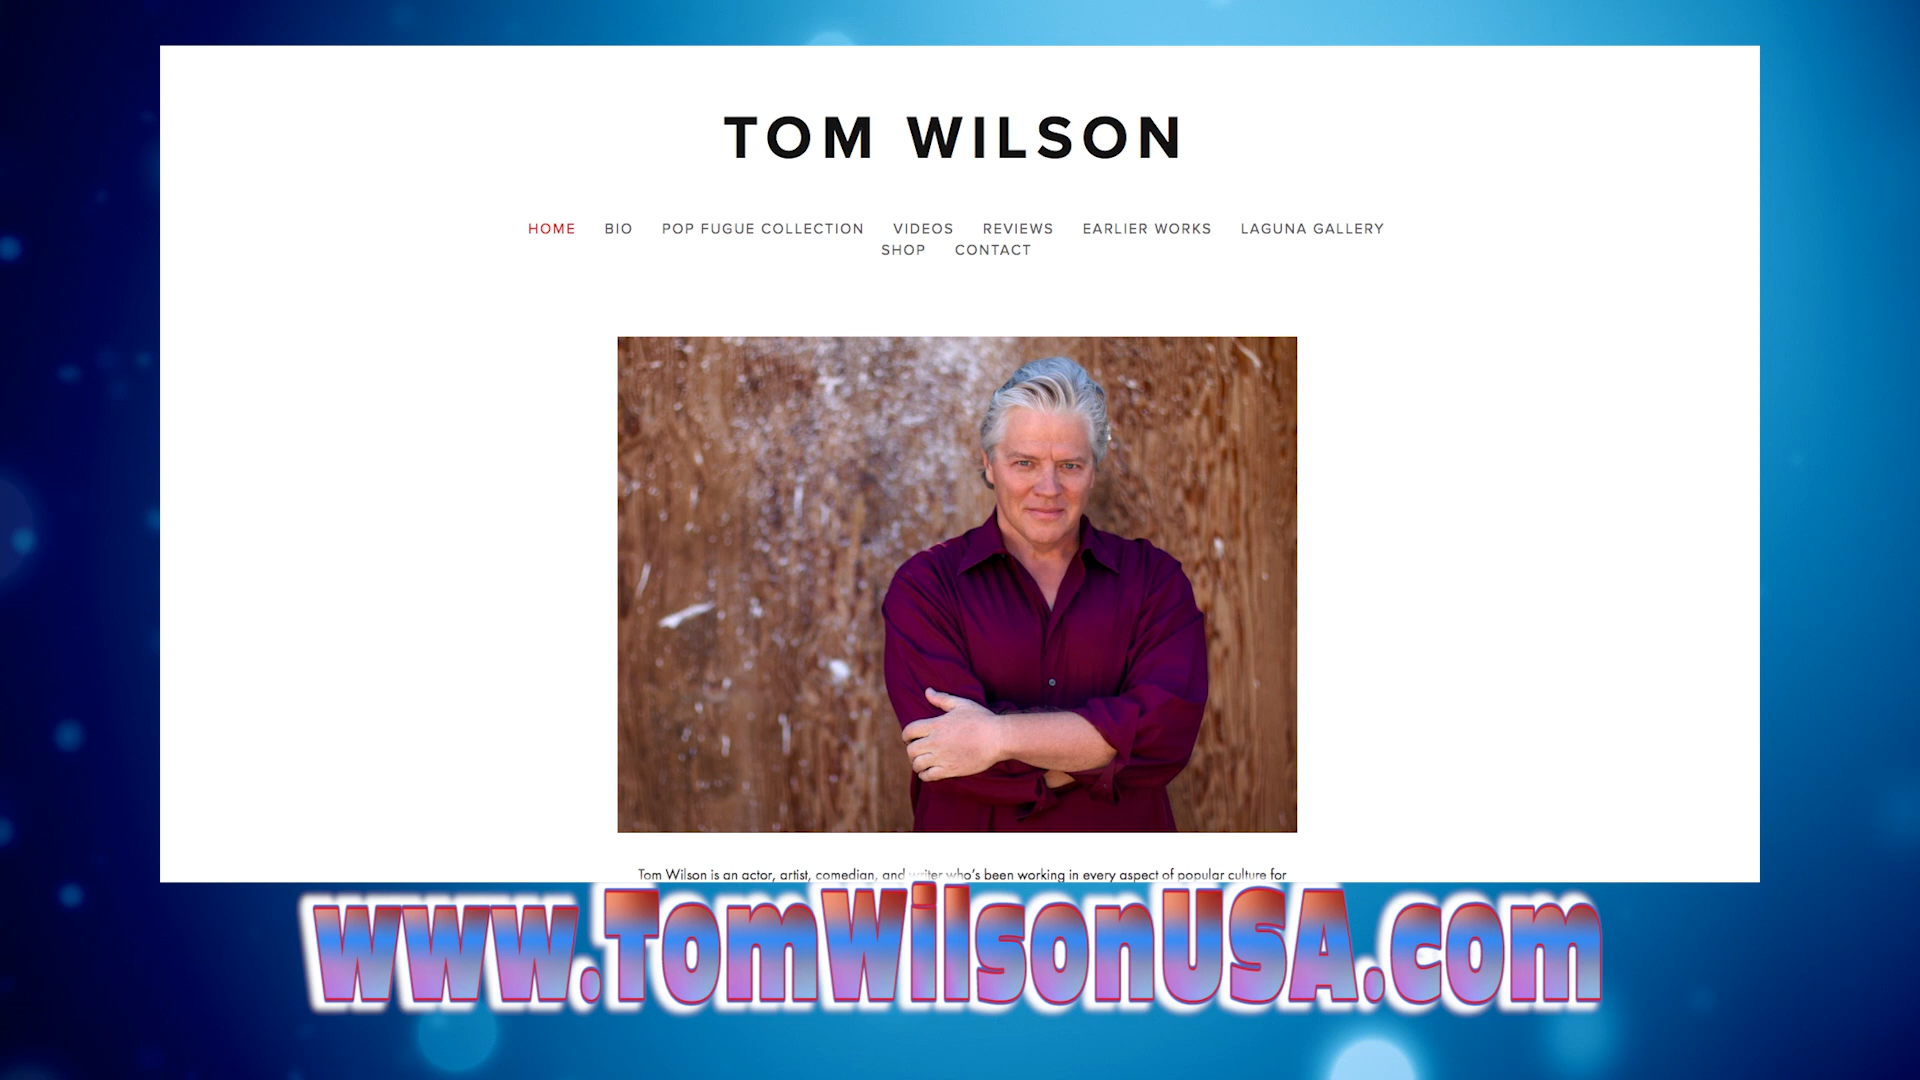 TOM WILSON
HOME BIO POP FUGUE COLLECTION VIDEOS REVIEWS EARLIER WORKS LAGUNA GALLERY
SHOP CONTACT
Tom Wilson is an actor, artist, comedian, and writer who's been working in every aspect of popular culture for
www.TomWilsonUSA.com